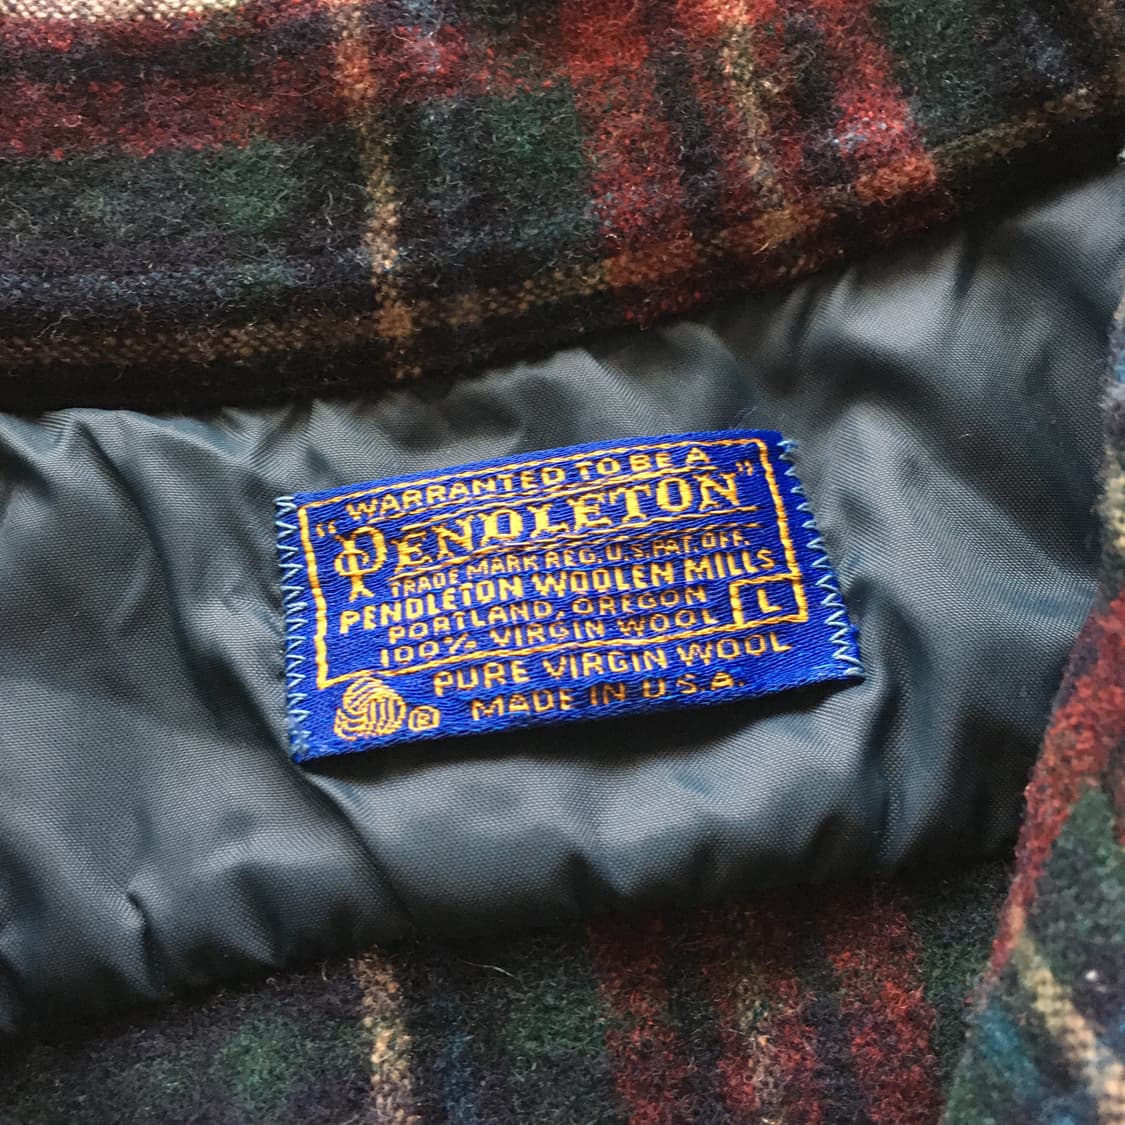 WARRANTED TO BE A
"PENDLETON"
TRADE MARK REG. U.S. PAT. OFF.
PENDLETON WOOLEN MILLS
PORTLAND, OREGON
100% VIRGIN WOOL
L
PURE VIRGIN WOOL
® MADE IN U.S.A.